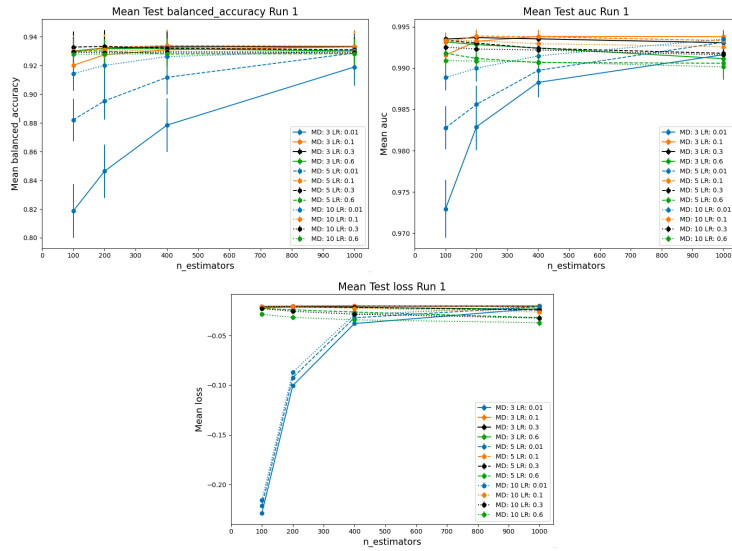 Mean Test balanced_accuracy Run 1
Mean balanced_accuracy
0.94
0.92
0.90
0.88
0.86
0.84
0.82
0.80
0 100 200 300 400 500 600 700 800 900 1000
n_estimators
MD: 3 LR: 0.01
MD: 3 LR: 0.1
MD: 3 LR: 0.3
MD: 3 LR: 0.6
MD: 5 LR: 0.01
MD: 5 LR: 0.1
MD: 5 LR: 0.3
MD: 5 LR: 0.6
MD: 10 LR: 0.01
MD: 10 LR: 0.1
MD: 10 LR: 0.3
MD: 10 LR: 0.6
Mean Test auc Run 1
Mean auc
0.995
0.990
0.985
0.980
0.975
0.970
0 100 200 300 400 500 600 700 800 900 1000
n_estimators
MD: 3 LR: 0.01
MD: 3 LR: 0.1
MD: 3 LR: 0.3
MD: 3 LR: 0.6
MD: 5 LR: 0.01
MD: 5 LR: 0.1
MD: 5 LR: 0.3
MD: 5 LR: 0.6
MD: 10 LR: 0.01
MD: 10 LR: 0.1
MD: 10 LR: 0.3
MD: 10 LR: 0.6
Mean Test loss Run 1
Mean loss
−0.05
−0.10
−0.15
−0.20
0 100 200 300 400 500 600 700 800 900 1000
n_estimators
MD: 3 LR: 0.01
MD: 3 LR: 0.1
MD: 3 LR: 0.3
MD: 3 LR: 0.6
MD: 5 LR: 0.01
MD: 5 LR: 0.1
MD: 5 LR: 0.3
MD: 5 LR: 0.6
MD: 10 LR: 0.01
MD: 10 LR: 0.1
MD: 10 LR: 0.3
MD: 10 LR: 0.6